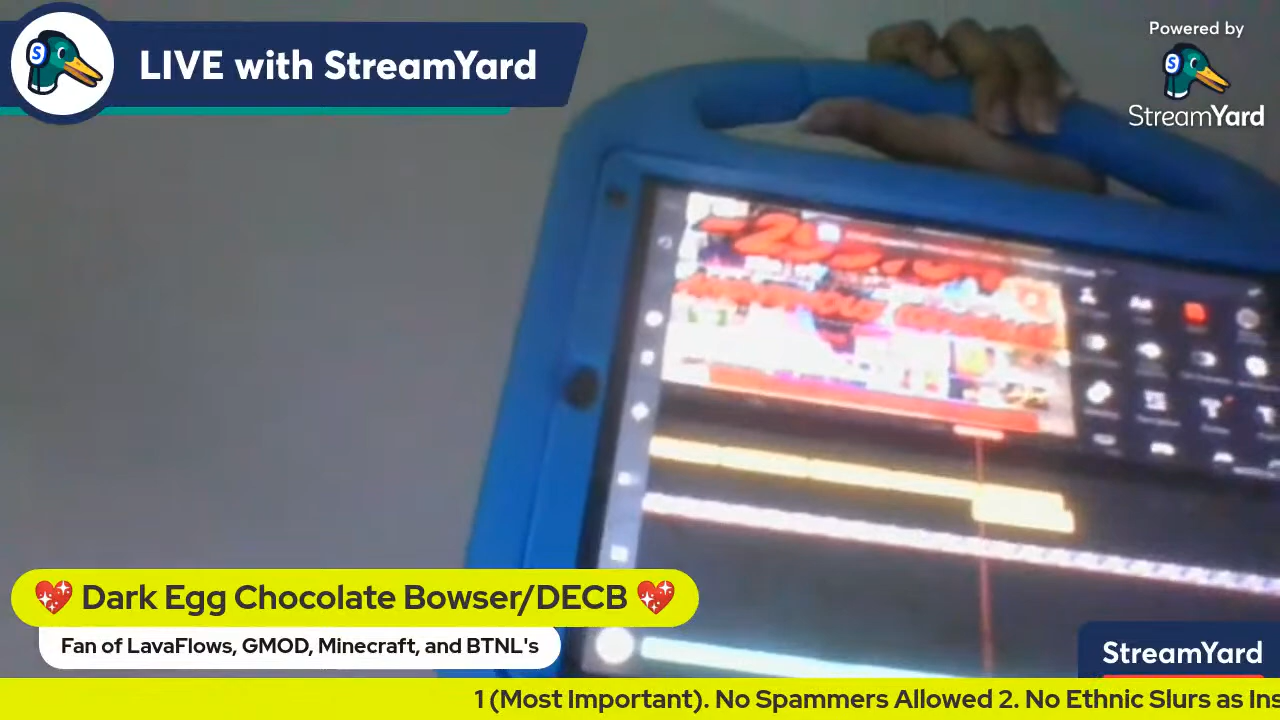 LIVE with StreamYard
Powered by
StreamYard
💖 Dark Egg Chocolate Bowser/DECB 💖
Fan of LavaFlows, GMOD, Minecraft, and BTNL's
StreamYard
1 (Most Important). No Spammers Allowed 2. No Ethnic Slurs as Ins